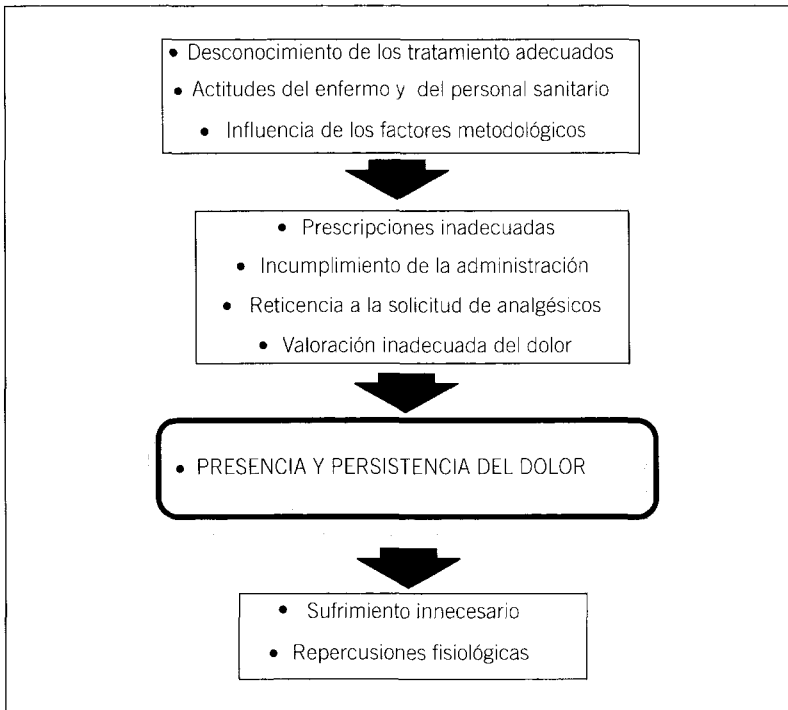 • Desconocimiento de los tratamiento adecuados
• Actitudes del enfermo y del personal sanitario
• Influencia de los factores metodológicos
• Prescripciones inadecuadas
• Incumplimiento de la administración
• Reticencia a la solicitud de analgésicos
• Valoración inadecuada del dolor
• PRESENCIA Y PERSISTENCIA DEL DOLOR
• Sufrimiento innecesario
• Repercusiones fisiológicas